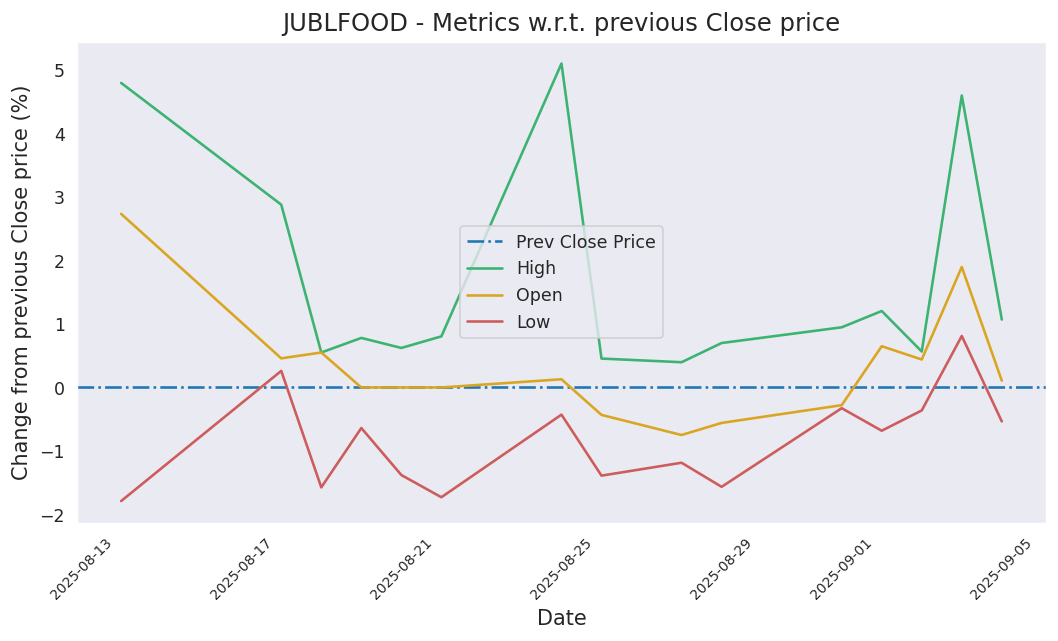 JUBLFOOD - Metrics w.r.t. previous Close price
Change from previous Close price (%)
5
4
3
2
1
0
−1
−2
Prev Close Price
High
Open
Low
2025-08-13
2025-08-17
2025-08-21
2025-08-25
2025-08-29
2025-09-01
2025-09-05
Date